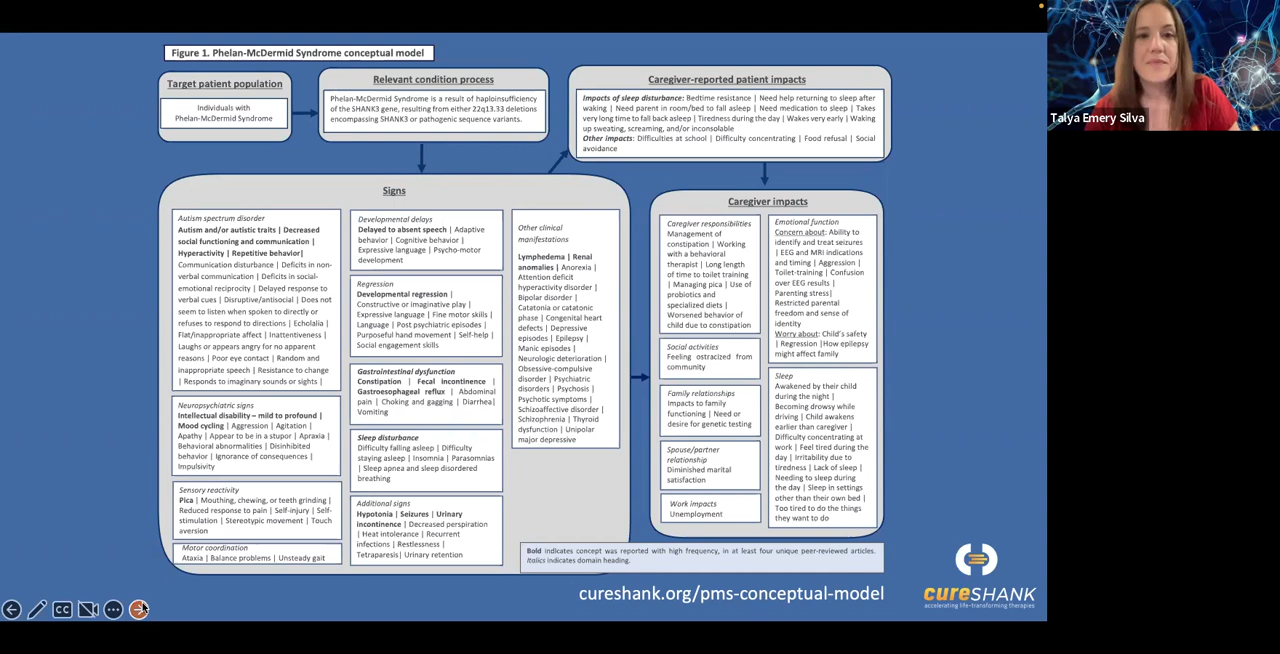 Figure 1. Phelan-McDermid Syndrome conceptual model
Target patient population
Individuals with
Phelan-McDermid Syndrome
Relevant condition process
Phelan-McDermid Syndrome is a result of haploinsufficiency
of the SHANK3 gene, resulting from either 22q13.33 deletions
encompassing SHANK3 or pathogenic sequence variants.
Caregiver-reported patient impacts
Impacts of sleep disturbance: Bedtime resistance | Need help returning to sleep after
waking | Need parent in room/bed to fall asleep | Need medication to sleep | Takes
very long time to fall back asleep | Tiredness during the day | Wakes very early | Waking
up sweating, screaming, and/or inconsolable
Other impacts: Difficulties at school | Difficulty concentrating | Food refusal | Social
avoidance
Talya Emery Silva
Signs
Autism spectrum disorder
Autism and/or autistic traits | Decreased
social functioning and communication |
Hyperactivity | Repetitive behavior|
Communication disturbance | Deficits in non-
verbal communication | Deficits in social-
emotional reciprocity | Delayed response to
verbal cues | Disruptive/antisocial | Does not
seem to listen when spoken to directly or
refuses to respond to directions | Echolalia |
Flat/inappropriate affect | Inattentiveness |
Laughs or appears angry for no apparent
reasons | Poor eye contact | Random and
inappropriate speech | Resistance to change
| Responds to imaginary sounds or sights |
Neuropsychiatric signs
Intellectual disability – mild to profound |
Mood cycling | Aggression | Agitation |
Apathy | Appear to be in a stupor | Apraxia |
Behavioral abnormalities | Disinhibited
behavior | Ignorance of consequences |
Impulsivity
Sensory reactivity
Pica | Mouthing, chewing, or teeth grinding |
Reduced response to pain | Self-injury | Self-
stimulation | Stereotypic movement | Touch
aversion
Motor coordination
Ataxia | Balance problems | Unsteady gait
Developmental delays
Delayed to absent speech | Adaptive
behavior | Cognitive behavior |
Expressive language | Psycho-motor
development
Regression
Developmental regression |
Constructive or imaginative play |
Expressive language | Fine motor skills |
Language | Post psychiatric episodes |
Purposeful hand movement | Self-help |
Social engagement skills
Gastrointestinal dysfunction
Constipation | Fecal incontinence |
Gastroesophageal reflux | Abdominal
pain | Choking and gagging | Diarrhea|
Vomiting
Sleep disturbance
Difficulty falling asleep | Difficulty
staying asleep | Insomnia | Parasomnias
| Sleep apnea and sleep disordered
breathing
Additional signs
Hypotonia | Seizures | Urinary
incontinence | Decreased perspiration
| Heat intolerance | Recurrent
infections | Restlessness |
Tetraparesis| Urinary retention
Other clinical
manifestations
Lymphedema | Renal
anomalies | Anorexia |
Attention deficit
hyperactivity disorder |
Bipolar disorder |
Catatonia or catatonic
phase | Congenital heart
defects | Depressive
episodes | Epilepsy |
Manic episodes |
Neurologic deterioration |
Obsessive-compulsive
disorder | Psychiatric
disorders | Psychosis |
Psychotic symptoms |
Schizoaffective disorder |
Schizophrenia | Thyroid
dysfunction | Unipolar
major depressive
Caregiver impacts
Caregiver responsibilities
Management of
constipation | Working
with a behavioral
therapist | Long length
of time to toilet training
| Managing pica | Use of
probiotics and
specialized diets |
Worsened behavior of
child due to constipation
Social activities
Feeling ostracized from
community
Family relationships
Impacts to family
functioning | Need or
desire for genetic testing
Spouse/partner
relationship
Diminished marital
satisfaction
Work impacts
Unemployment
Emotional function
Concern about: Ability to
identify and treat seizures
| EEG and MRI indications
and timing | Aggression |
Toilet-training | Confusion
over EEG results |
Parenting stress|
Restricted parental
freedom and sense of
identity
Worry about: Child's safety
| Regression |How epilepsy
might affect family
Sleep
Awakened by their child
during the night |
Becoming drowsy while
driving | Child awakens
earlier than caregiver |
Difficulty concentrating at
work | Feel tired during the
day | Irritability due to
tiredness | Lack of sleep |
Needing to sleep during
the day | Sleep in settings
other than their own bed |
Too tired to do the things
they want to do
Bold indicates concept was reported with high frequency, in at least four unique peer-reviewed articles.
Italics indicates domain heading.
cureshank.org/pms-conceptual-model
cureSHANK
accelerating life-transforming therapies
CC